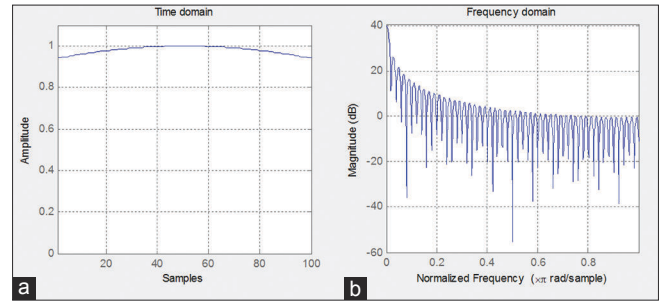 Time domain
1
0.8
0.6
0.4
0.2
0
0 20 40 60 80 100
Amplitude
Samples
a
Frequency domain
40
20
0
−20
−40
−60
0 0.2 0.4 0.6 0.8
Magnitude (dB)
Normalized Frequency (×π rad/sample)
b